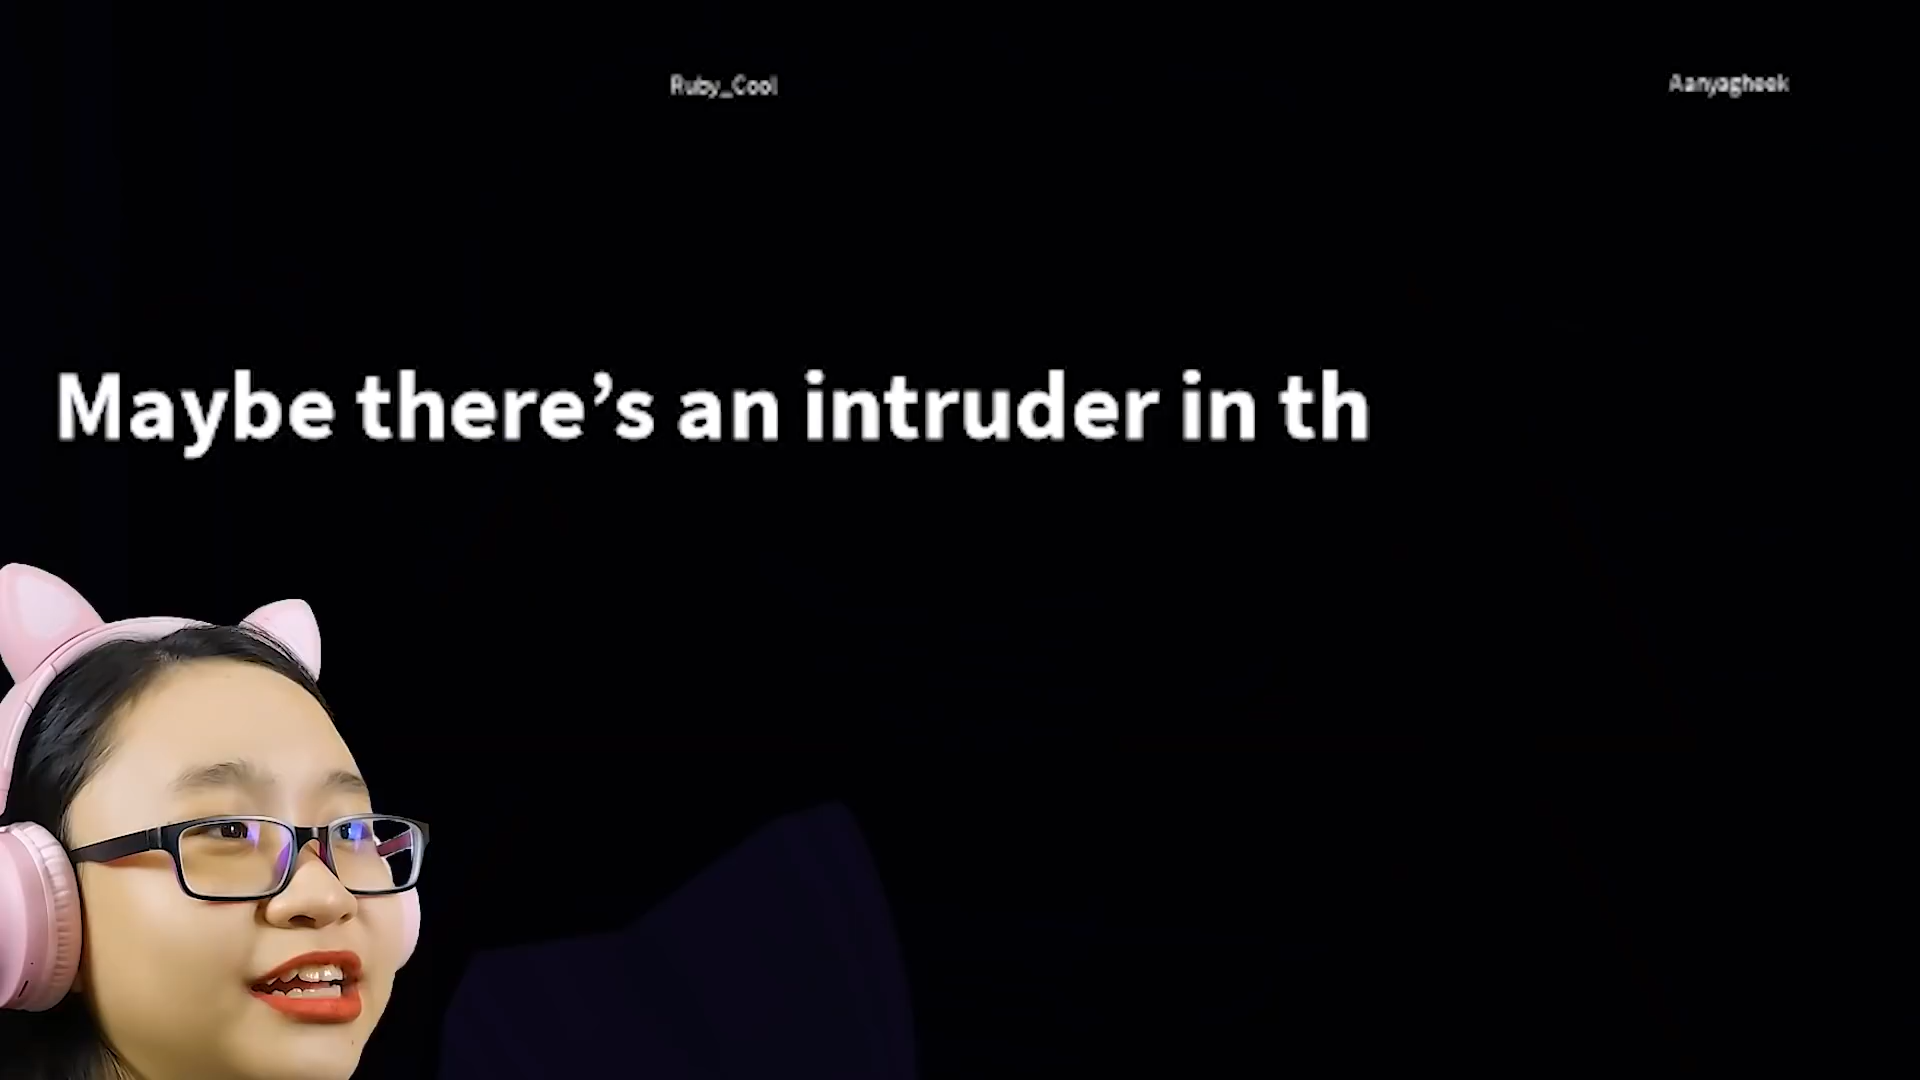 Ruby_Cool
Aanyagheek
Maybe there’s an intruder in th